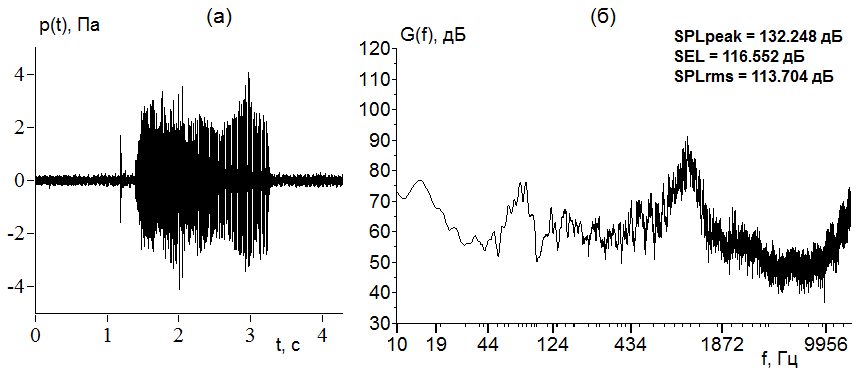 (а)
p(t), Па
4
2
0
-2
-4
0 1 2 3 4
t, с
(б)
G(f), дБ
SPLpeak = 132.248 дБ
SEL = 116.552 дБ
SPLrms = 113.704 дБ
120
110
100
90
80
70
60
50
40
30
10 19 44 124 434 1872 9956
f, Гц